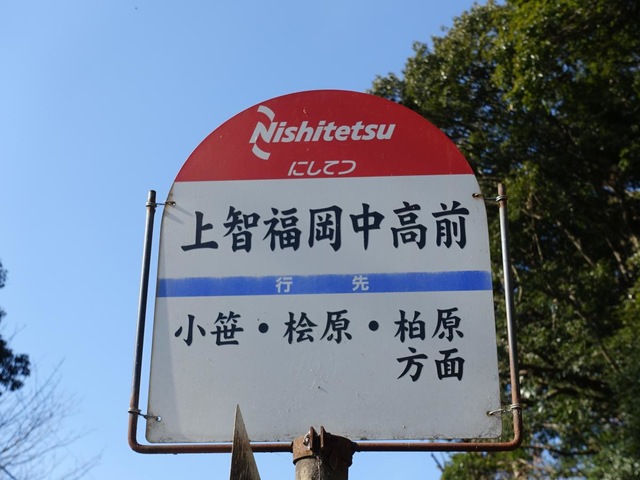 Nishitetsu
にしてつ
上智福岡中高前
行先
小笹・桧原・柏原
方面